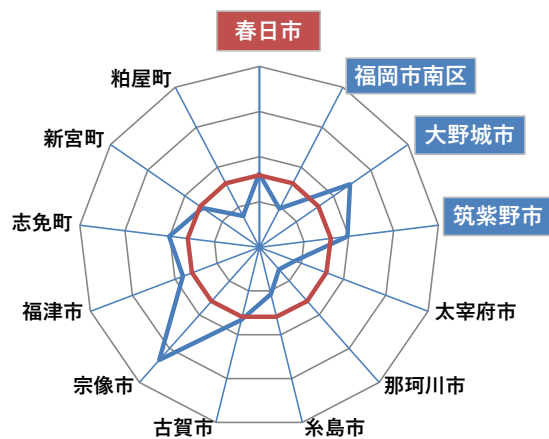 春日市
福岡市南区
大野城市
筑紫野市
太宰府市
那珂川市
糸島市
古賀市
宗像市
福津市
志免町
新宮町
粕屋町